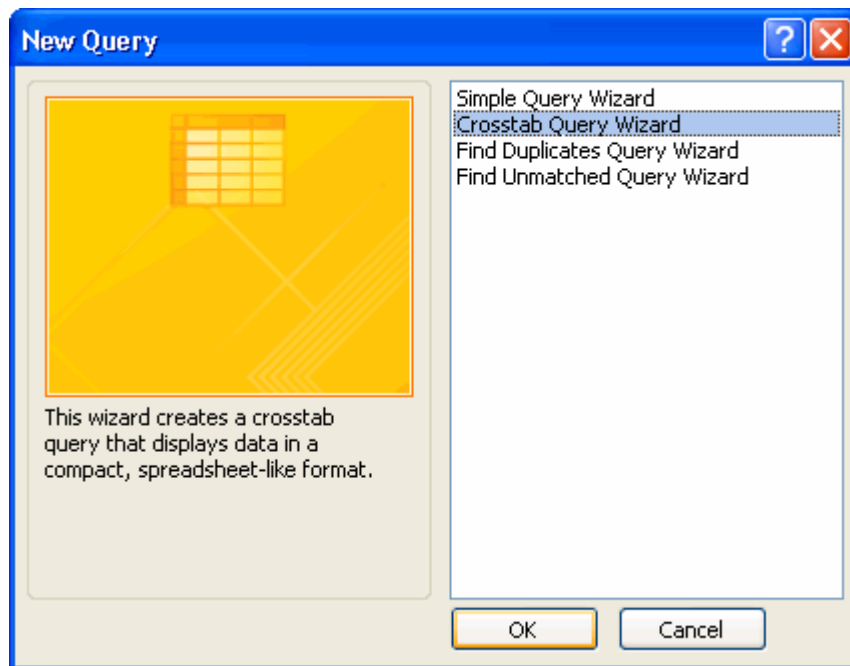 New Query
?
Simple Query Wizard
Crosstab Query Wizard
Find Duplicates Query Wizard
Find Unmatched Query Wizard
This wizard creates a crosstab
query that displays data in a
compact, spreadsheet-like format.
OK
Cancel